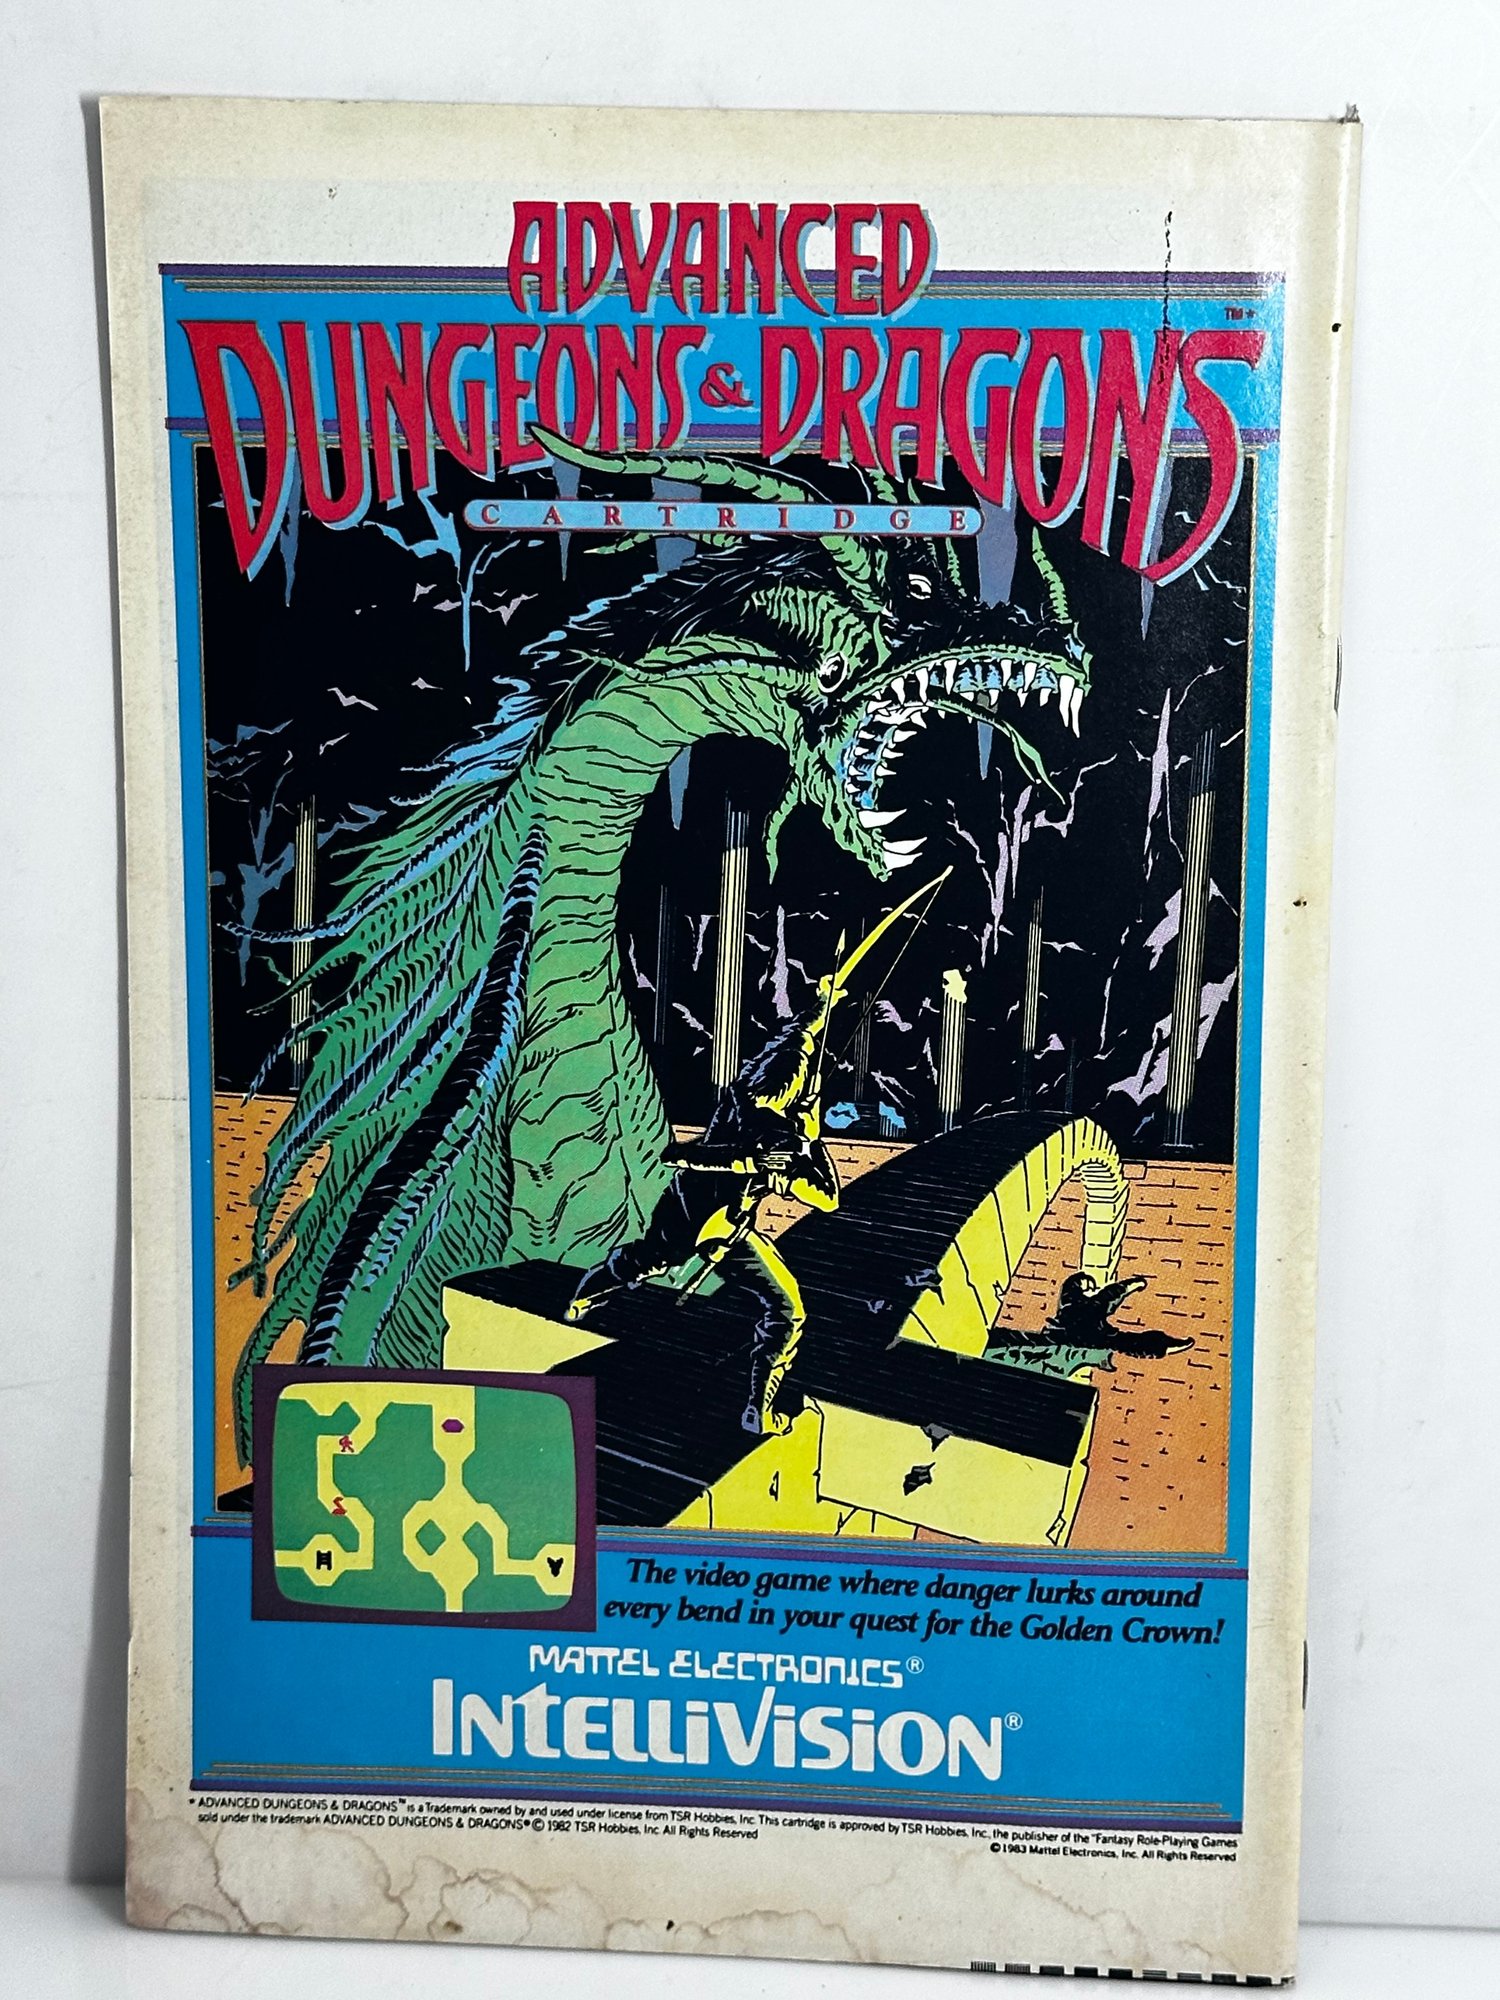 ADVANCED
DUNGEONS & DRAGONS™*
CARTRIDGE
The video game where danger lurks around
every bend in your quest for the Golden Crown!
MATTEL ELECTRONICS®
INTELLIVISION®
* ADVANCED DUNGEONS & DRAGONS™ is a Trademark owned by and used under license from TSR Hobbies, Inc. This cartridge is approved by TSR Hobbies, Inc., the publisher of the "Fantasy Role-Playing Games
sold under the trademark ADVANCED DUNGEONS & DRAGONS® © 1982 TSR Hobbies, Inc. All Rights Reserved
©1983 Mattel Electronics, Inc. All Rights Reserved